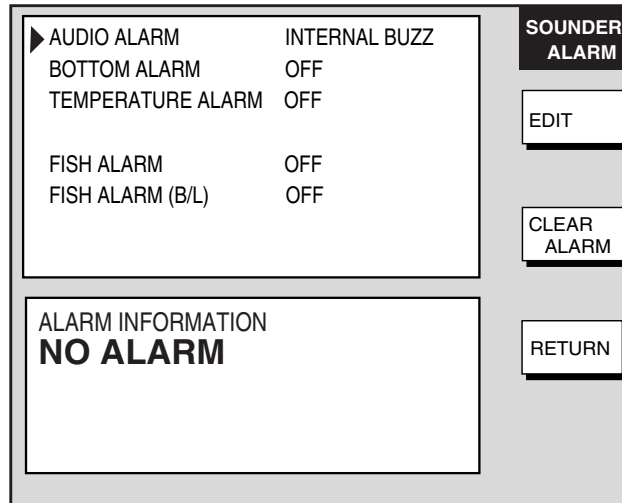 AUDIO ALARM INTERNAL BUZZ
BOTTOM ALARM OFF
TEMPERATURE ALARM OFF
FISH ALARM OFF
FISH ALARM (B/L) OFF
ALARM INFORMATION
NO ALARM
SOUNDER
ALARM
EDIT
CLEAR
ALARM
RETURN